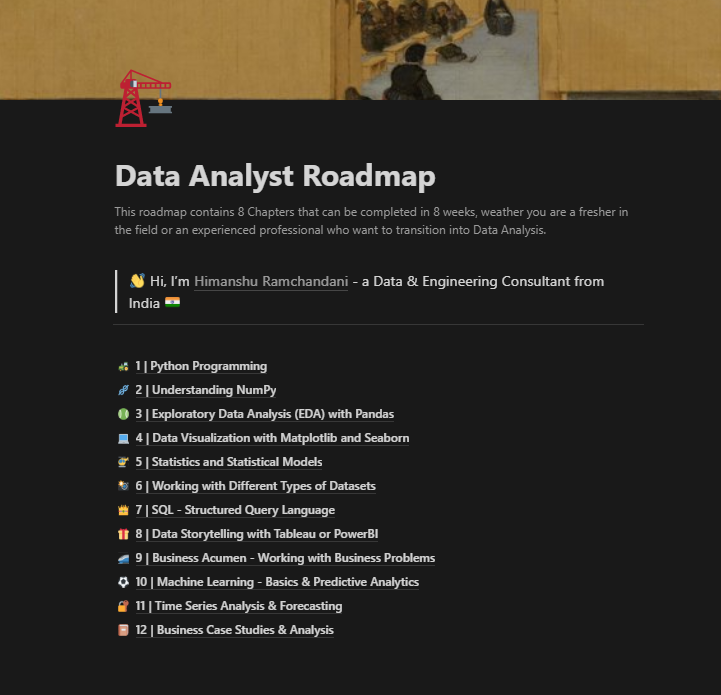 Data Analyst Roadmap
This roadmap contains 8 Chapters that can be completed in 8 weeks, weather you are a fresher in
the field or an experienced professional who want to transition into Data Analysis.
👋 Hi, I’m Himanshu Ramchandani - a Data & Engineering Consultant from
India 🇮🇳
1 | Python Programming
2 | Understanding NumPy
3 | Exploratory Data Analysis (EDA) with Pandas
4 | Data Visualization with Matplotlib and Seaborn
5 | Statistics and Statistical Models
6 | Working with Different Types of Datasets
7 | SQL - Structured Query Language
8 | Data Storytelling with Tableau or PowerBI
9 | Business Acumen - Working with Business Problems
10 | Machine Learning - Basics & Predictive Analytics
11 | Time Series Analysis & Forecasting
12 | Business Case Studies & Analysis